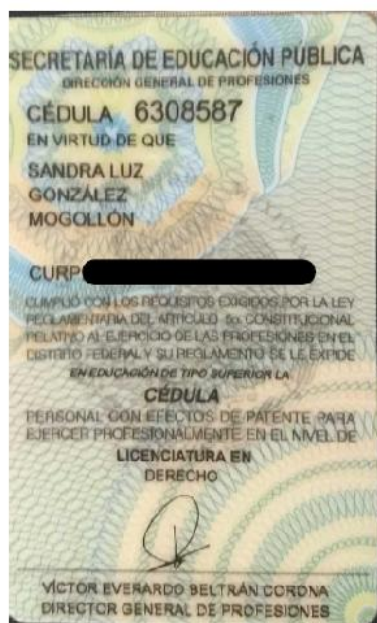 SECRETARÍA DE EDUCACIÓN PÚBLICA
DIRECCIÓN GENERAL DE PROFESIONES
CÉDULA 6308587
EN VIRTUD DE QUE
SANDRA LUZ
GONZÁLEZ
MOGOLLÓN
CURP
CUMPLIÓ CON LOS REQUISITOS EXIGIDOS POR LA LEY
REGLAMENTARIA DEL ARTÍCULO 5o. CONSTITUCIONAL
RELATIVO AL EJERCICIO DE LAS PROFESIONES EN EL
DISTRITO FEDERAL Y SU REGLAMENTO SE LE EXPIDE
EN EDUCACIÓN DE TIPO SUPERIOR LA
CÉDULA
PERSONAL CON EFECTOS DE PATENTE PARA
EJERCER PROFESIONALMENTE EN EL NIVEL DE
LICENCIATURA EN
DERECHO
VÍCTOR EVERARDO BELTRÁN CORONA
DIRECTOR GENERAL DE PROFESIONES